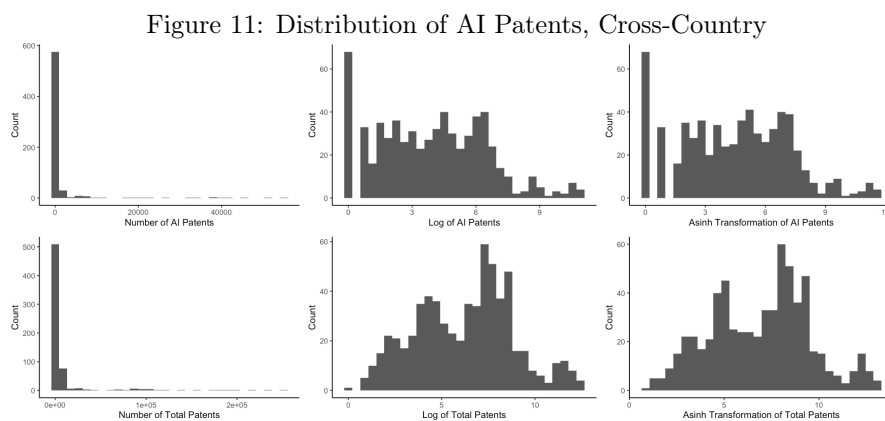 Figure 11: Distribution of AI Patents, Cross-Country
600
400
200
0
Count
0 20000 40000
Number of AI Patents
60
40
20
0
Count
0 3 6 9
Log of AI Patents
60
40
20
0
Count
0 3 6 9
Asinh Transformation of AI Patents
500
400
300
200
100
0
Count
0e+00 1e+05 2e+05
Number of Total Patents
60
40
20
0
Count
0 5 10
Log of Total Patents
60
40
20
0
Count
0 5 10
Asinh Transformation of Total Patents